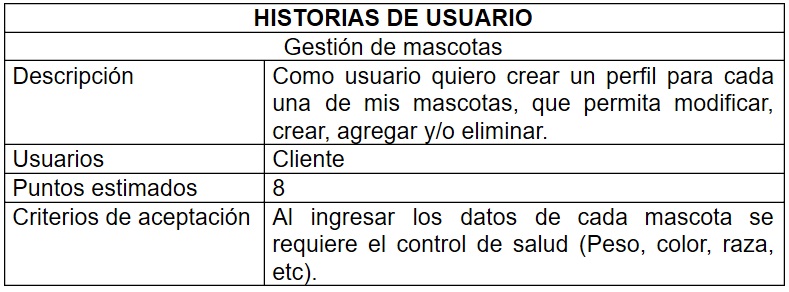 HISTORIAS DE USUARIO
Gestión de mascotas
Descripción
Como usuario quiero crear un perfil para cada
una de mis mascotas, que permita modificar,
crear, agregar y/o eliminar.
Usuarios
Cliente
Puntos estimados
8
Criterios de aceptación
Al ingresar los datos de cada mascota se
requiere el control de salud (Peso, color, raza,
etc).